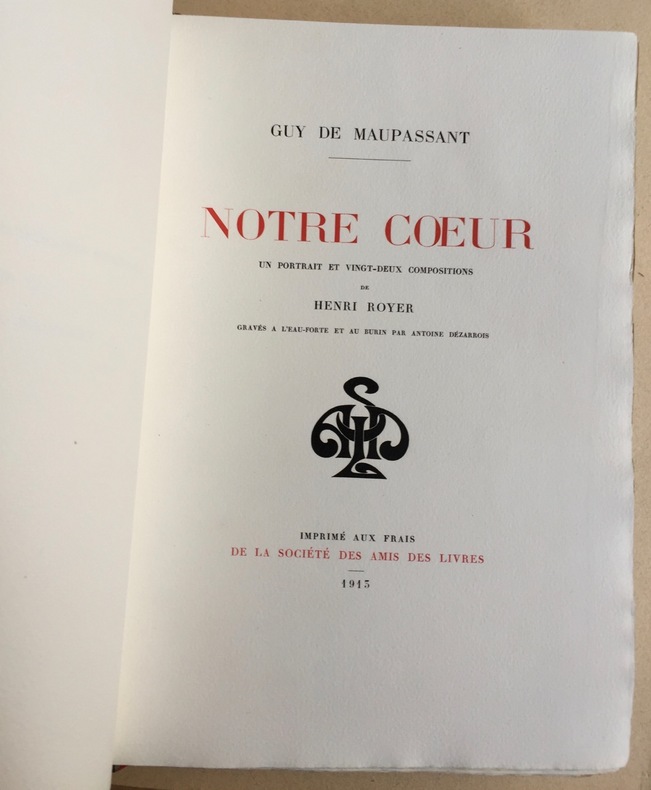 GUY DE MAUPASSANT
NOTRE CŒUR
UN PORTRAIT ET VINGT-DEUX COMPOSITIONS
DE
HENRI ROYER
GRAVÉS A L'EAU-FORTE ET AU BURIN PAR ANTOINE DÉZARROIS
IMPRIMÉ AUX FRAIS
DE LA SOCIÉTÉ DES AMIS DES LIVRES
1913